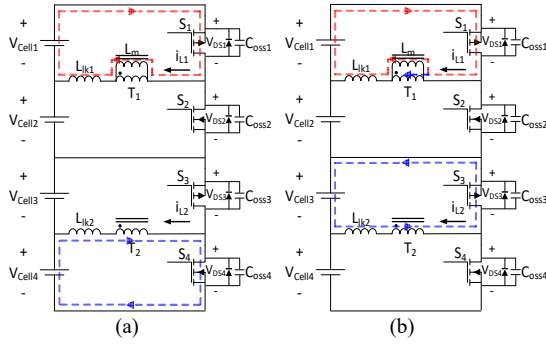 + S1 +
VCell1 VDS1 Coss1
- Lm iL1 -
Llk1
T1
+ S2 +
VCell2 VDS2 Coss2
- -
+ S3 +
VCell3 VDS3 Coss3
- Llk2 iL2 -
T2
+ S4 +
VCell4 VDS4 Coss4
- -
(a)
+ S1 +
VCell1 VDS1 Coss1
- Lm iL1 -
Llk1
T1
+ S2 +
VCell2 VDS2 Coss2
- -
+ S3 +
VCell3 VDS3 Coss3
- Llk2 iL2 -
T2
+ S4 +
VCell4 VDS4 Coss4
- -
(b)